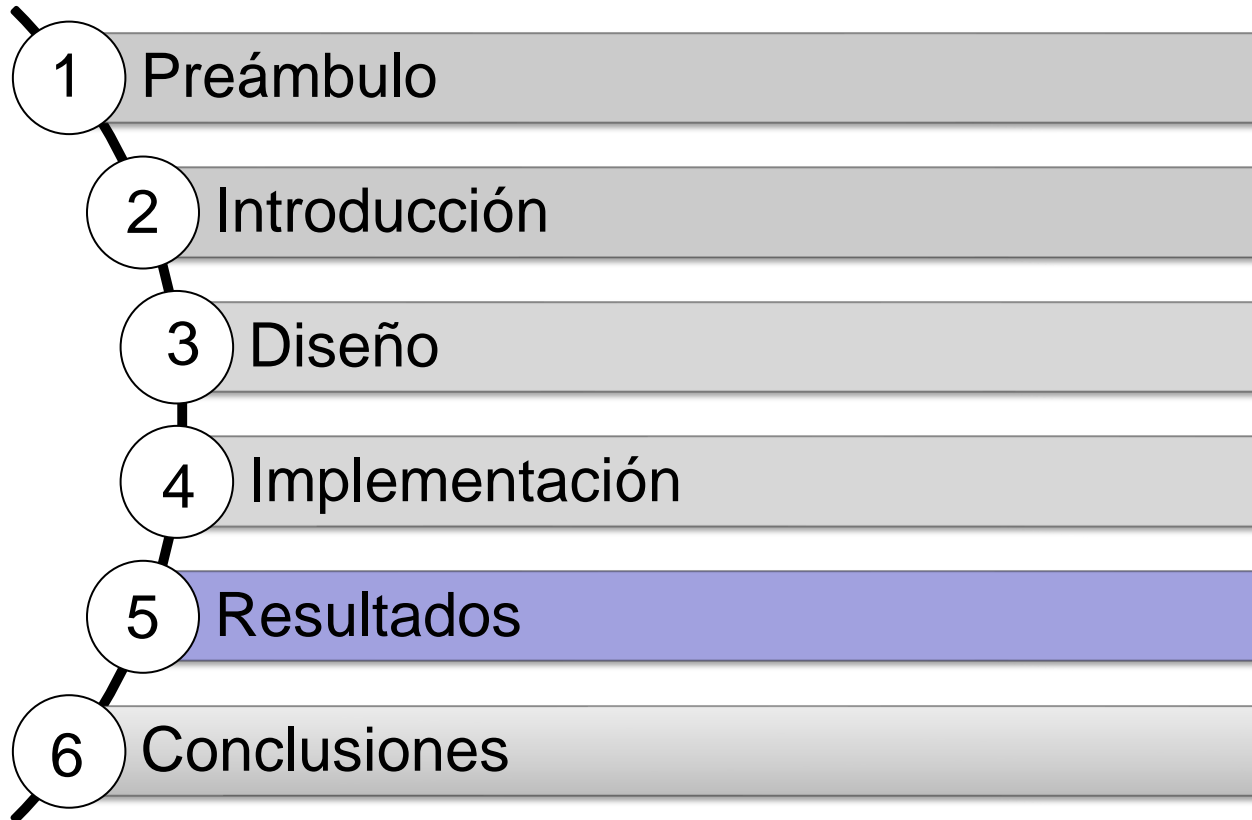 1 Preámbulo
2 Introducción
3 Diseño
4 Implementación
5 Resultados
6 Conclusiones